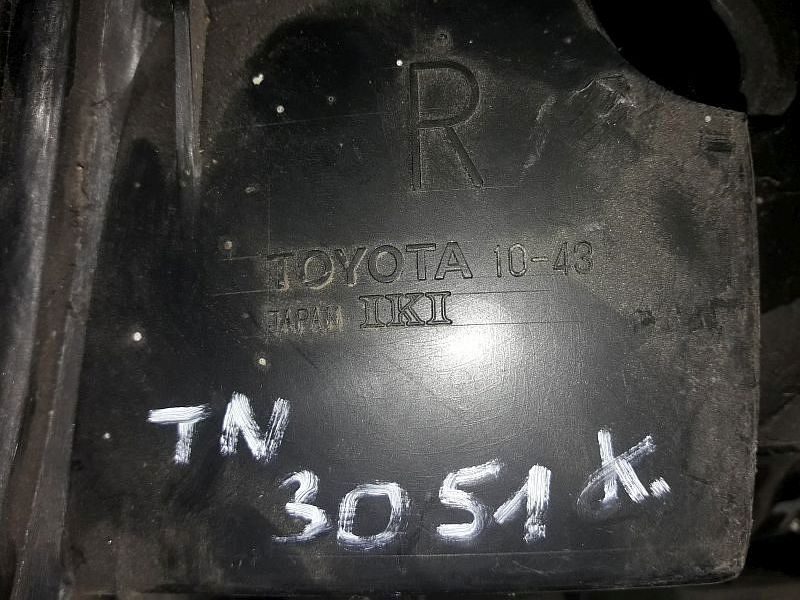 R
TOYOTA 10-43
JAPAN IKI
TN
3051 X.